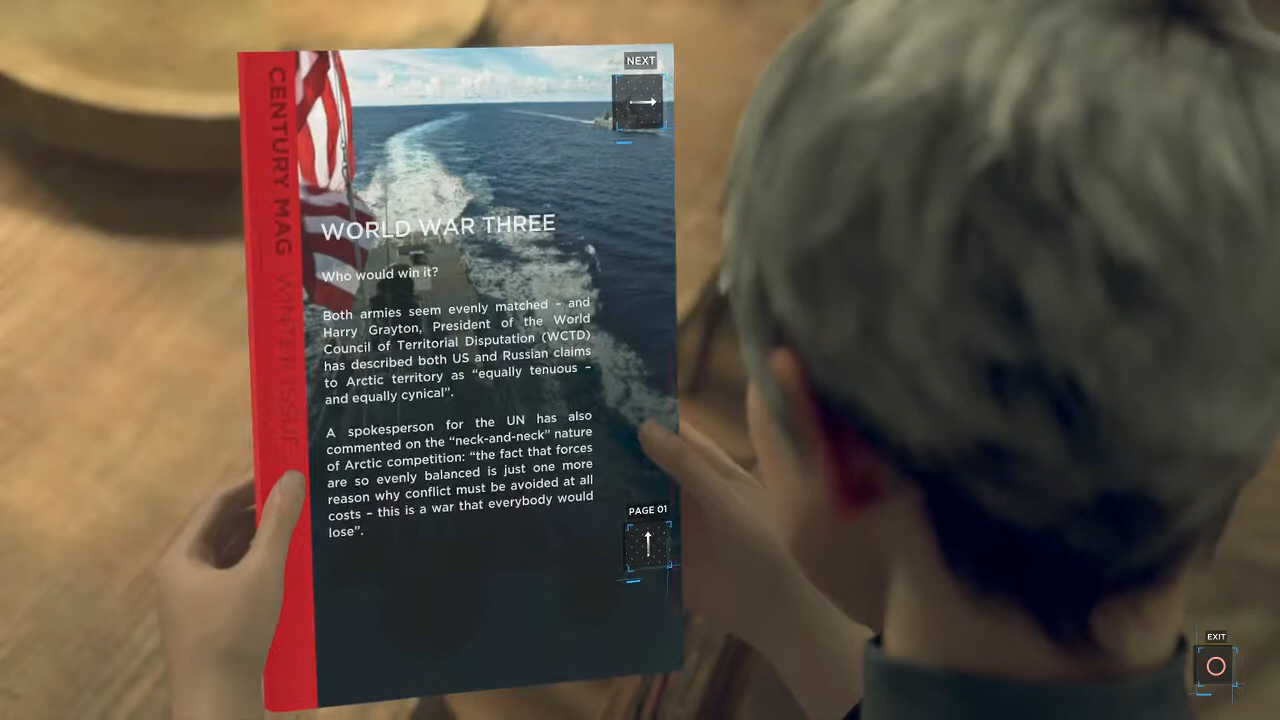 CENTURY MAG WINTER ISSUE
NEXT
WORLD WAR THREE
Who would win it?
Both armies seem evenly matched – and
Harry Grayton, President of the World
Council of Territorial Disputation (WCTD)
has described both US and Russian claims
to Arctic territory as “equally tenuous –
and equally cynical”.
A spokesperson for the UN has also
commented on the “neck-and-neck” nature
of Arctic competition: “the fact that forces
are so evenly balanced is just one more
reason why conflict must be avoided at all
costs – this is a war that everybody would
lose”.
PAGE 01
EXIT